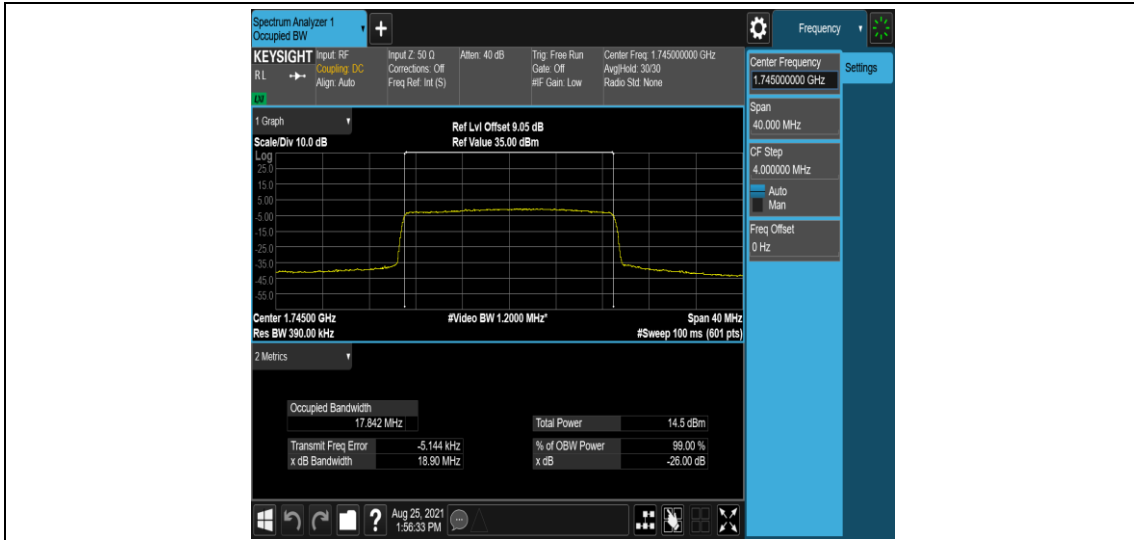 Spectrum Analyzer 1
Occupied BW
+
Frequency
KEYSIGHT
RL
LXI
Input: RF
Coupling: DC
Align: Auto
Input Z: 50 Ω
Corrections: Off
Freq Ref: Int (S)
Atten: 40 dB
Trig: Free Run
Gate: Off
#IF Gain: Low
Center Freq: 1.745000000 GHz
Avg|Hold: 30/30
Radio Std: None
Center Frequency
1.745000000 GHz
Settings
Span
40.000 MHz
CF Step
4.000000 MHz
Auto
Man
Freq Offset
0 Hz
1 Graph
Ref Lvl Offset 9.05 dB
Scale/Div 10.0 dB
Ref Value 35.00 dBm
Log
25.0
15.0
5.00
-5.00
-15.0
-25.0
-35.0
-45.0
-55.0
Center 1.74500 GHz
#Video BW 1.2000 MHz*
Span 40 MHz
Res BW 390.00 kHz
#Sweep 100 ms (601 pts)
2 Metrics
Occupied Bandwidth
17.842 MHz
Total Power 14.5 dBm
Transmit Freq Error -5.144 kHz
% of OBW Power 99.00 %
x dB Bandwidth 18.90 MHz
x dB -26.00 dB
?
Aug 25, 2021
1:56:33 PM